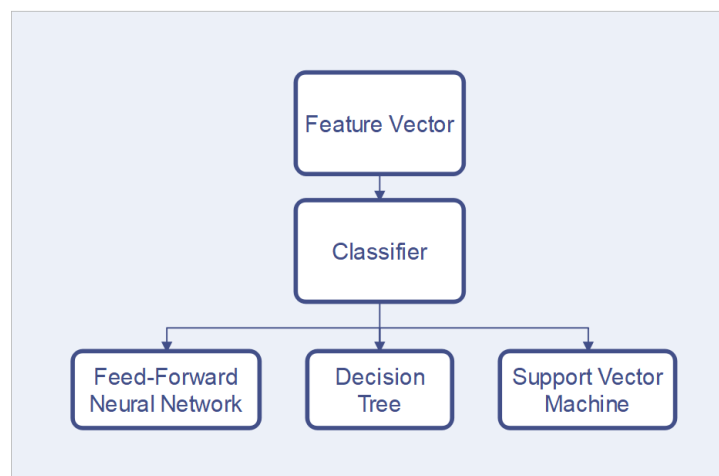 Feature Vector
Classifier
Feed-Forward
Neural Network
Decision
Tree
Support Vector
Machine